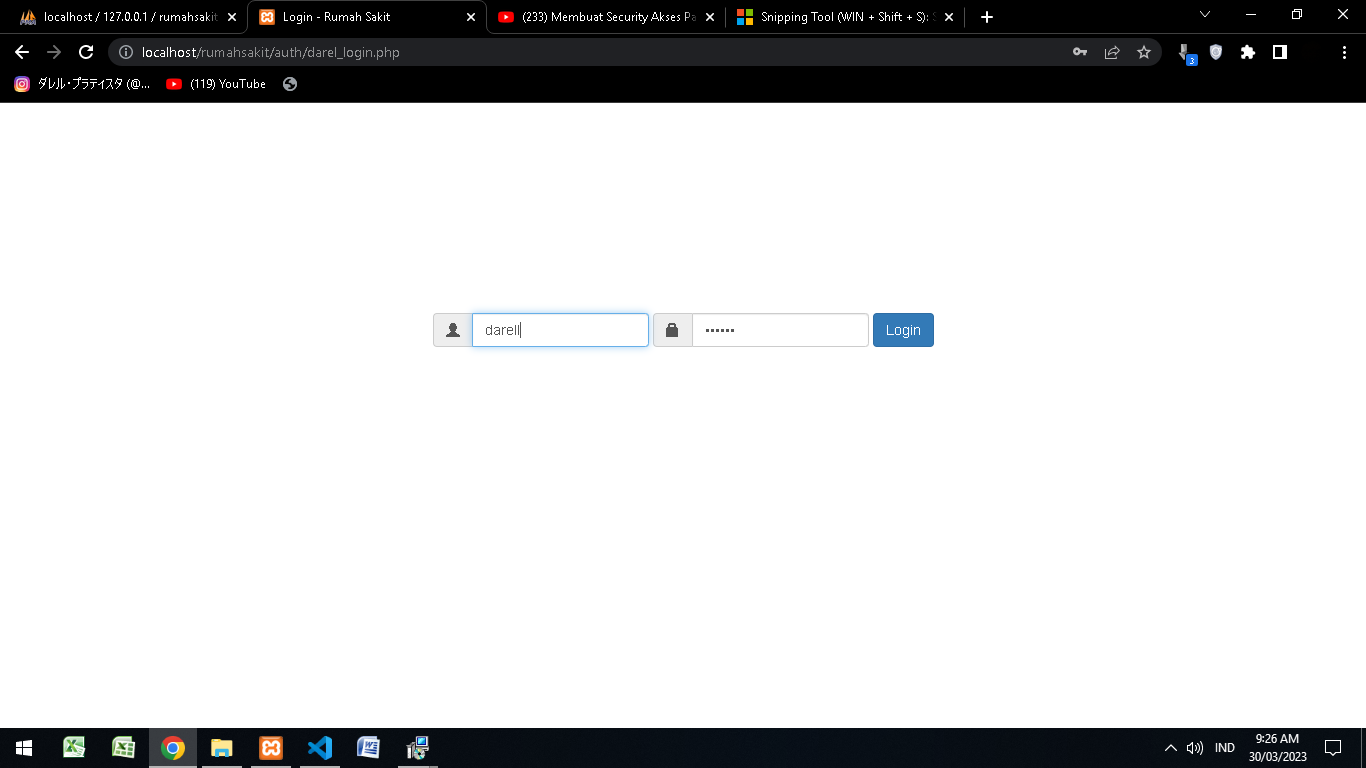 localhost / 127.0.0.1 / rumahsakit
Login - Rumah Sakit
(233) Membuat Security Akses Pa
Snipping Tool (WIN + Shift + S):
localhost/rumahsakit/auth/darel_login.php
3
ダレル・プラティスタ (@...
(119) YouTube
darell
••••••
Login
IND
9:26 AM
30/03/2023